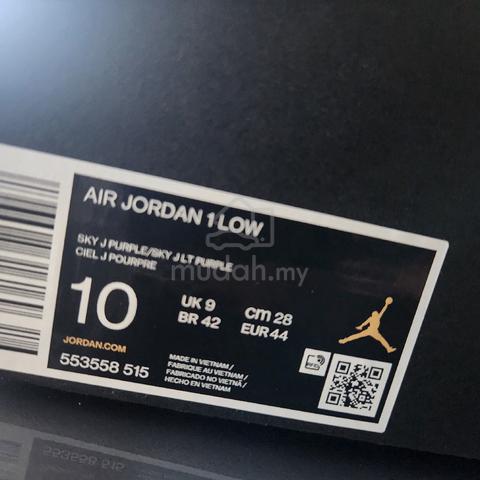 AIR JORDAN 1 LOW
SKY J PURPLE/SKY J LT PURPLE
CIEL J POURPRE
mudah.my
10
UK 9
BR 42
cm 28
EUR 44
JORDAN.COM
553558 515
MADE IN VIETNAM /
FABRIQUE AU VIETNAM /
FABRICADO NO VIETNÃ /
HECHO EN VIETNAM
553558 515